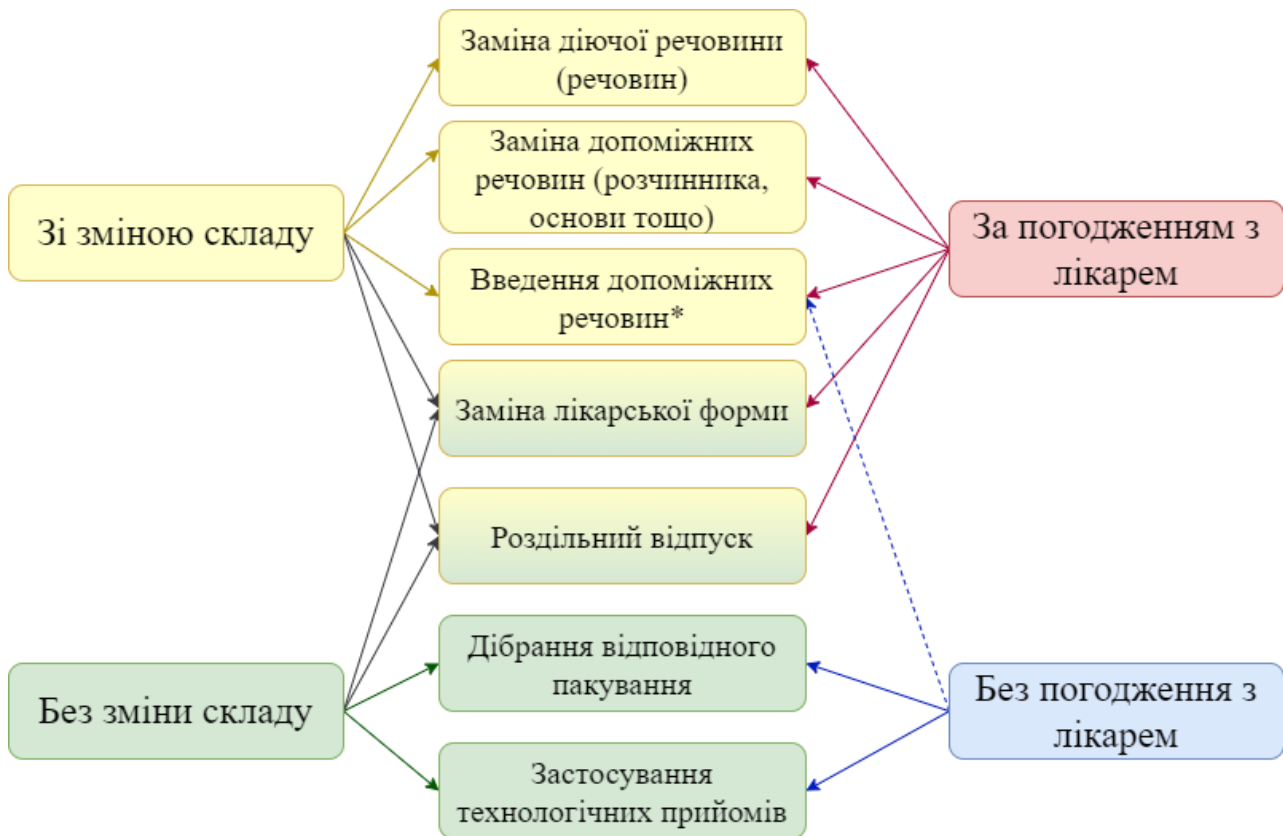 Заміна діючої речовини
(речовин)
Заміна допоміжних
речовин (розчинника,
основи тощо)
Зі зміною складу
За погодженням з
лікарем
Введення допоміжних
речовин*
Заміна лікарської форми
Роздільний відпуск
Дібрання відповідного
пакування
Без зміни складу
Без погодження з
лікарем
Застосування
технологічних прийомів